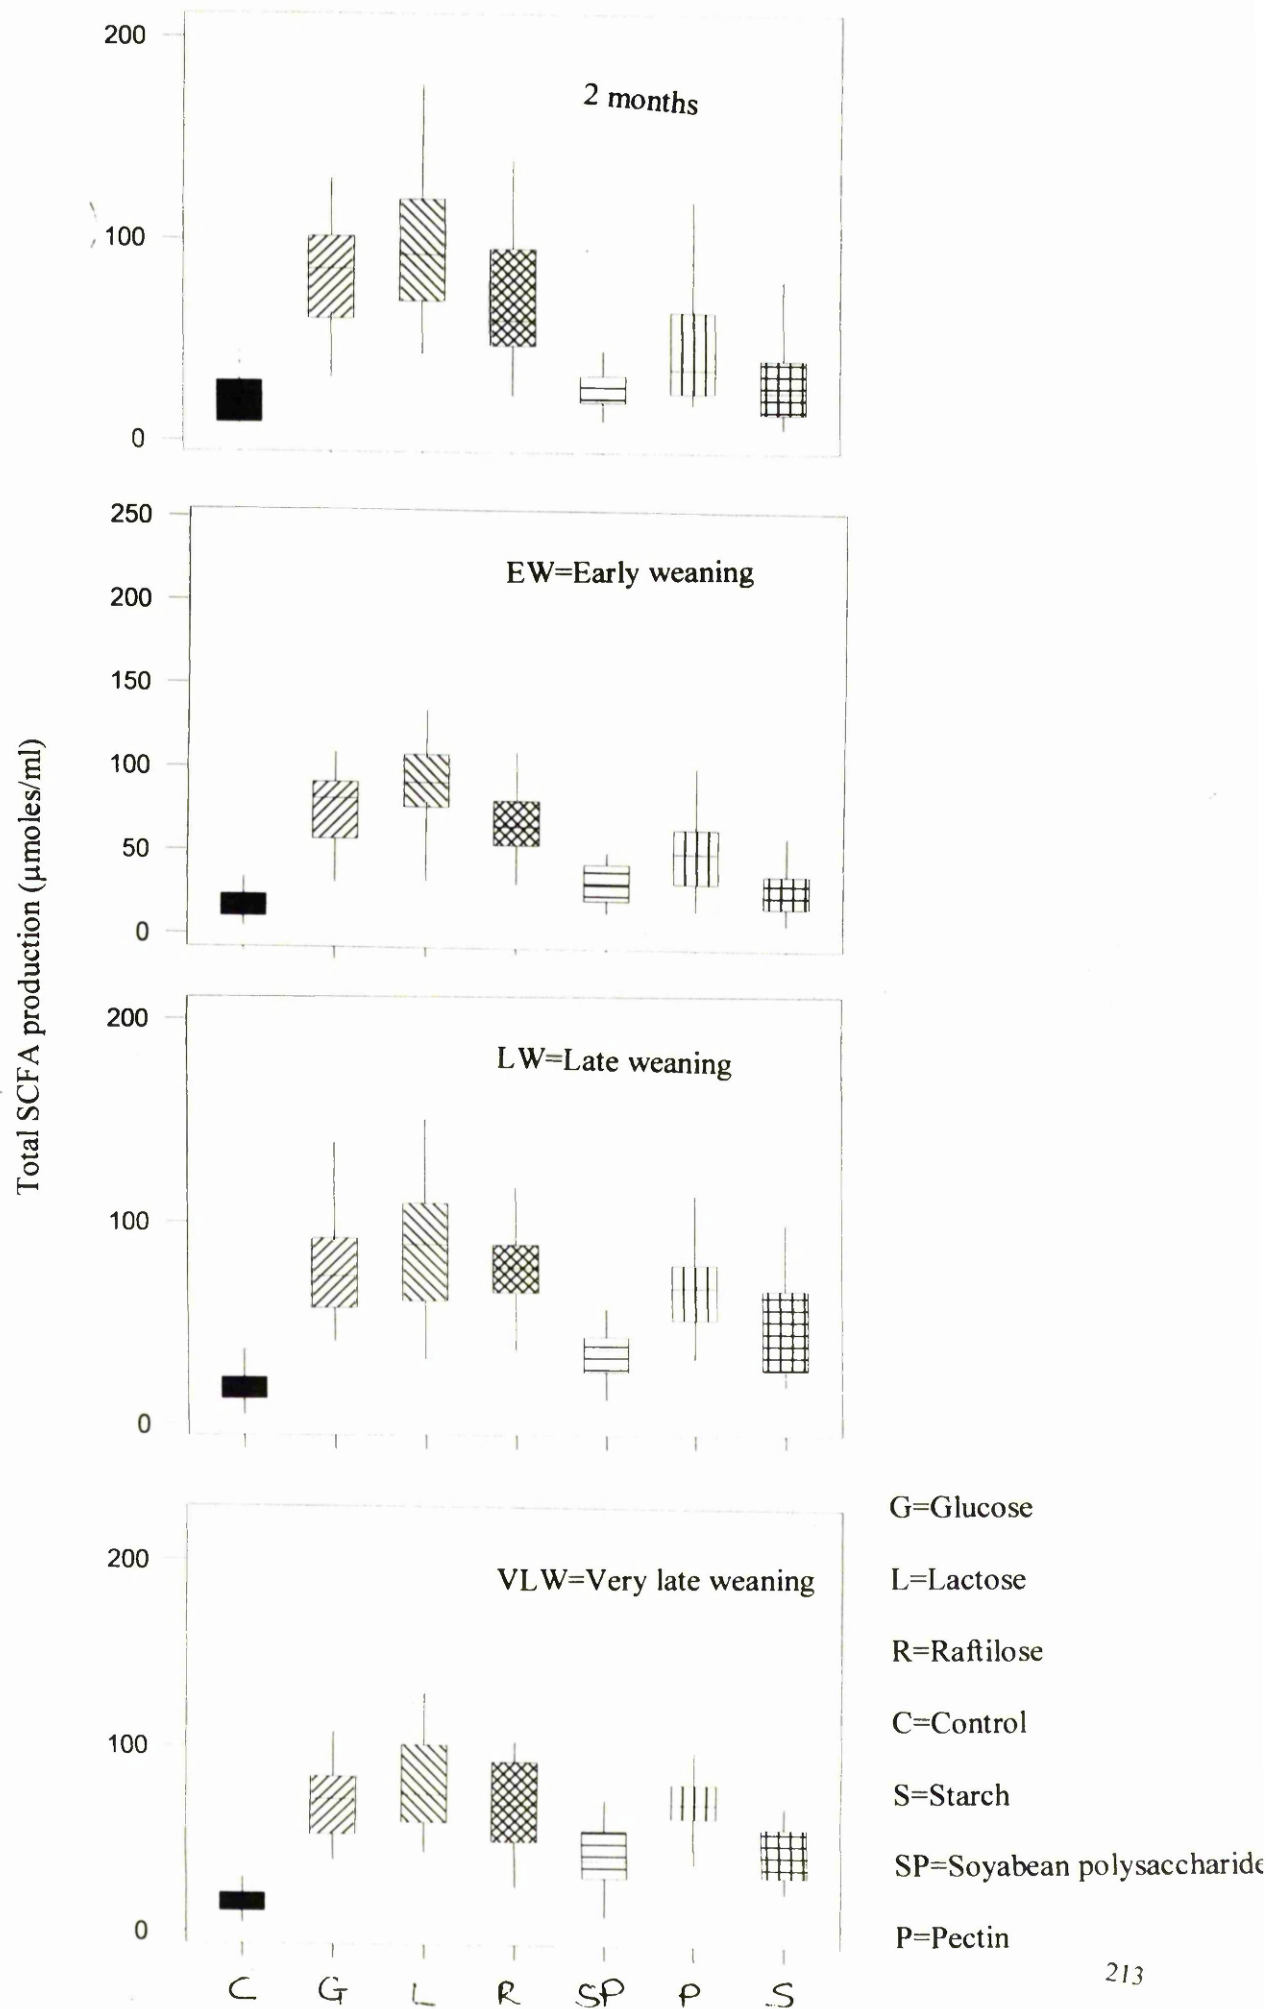 Total SCFA production (µmoles/ml)
200
2 months
100
0
250
EW=Early weaning
200
150
100
50
0
200
LW=Late weaning
100
0
200
VLW=Very late weaning
100
0
C G L R SP P S
G=Glucose
L=Lactose
R=Raftilose
C=Control
S=Starch
SP=Soyabean polysaccharide
P=Pectin
213